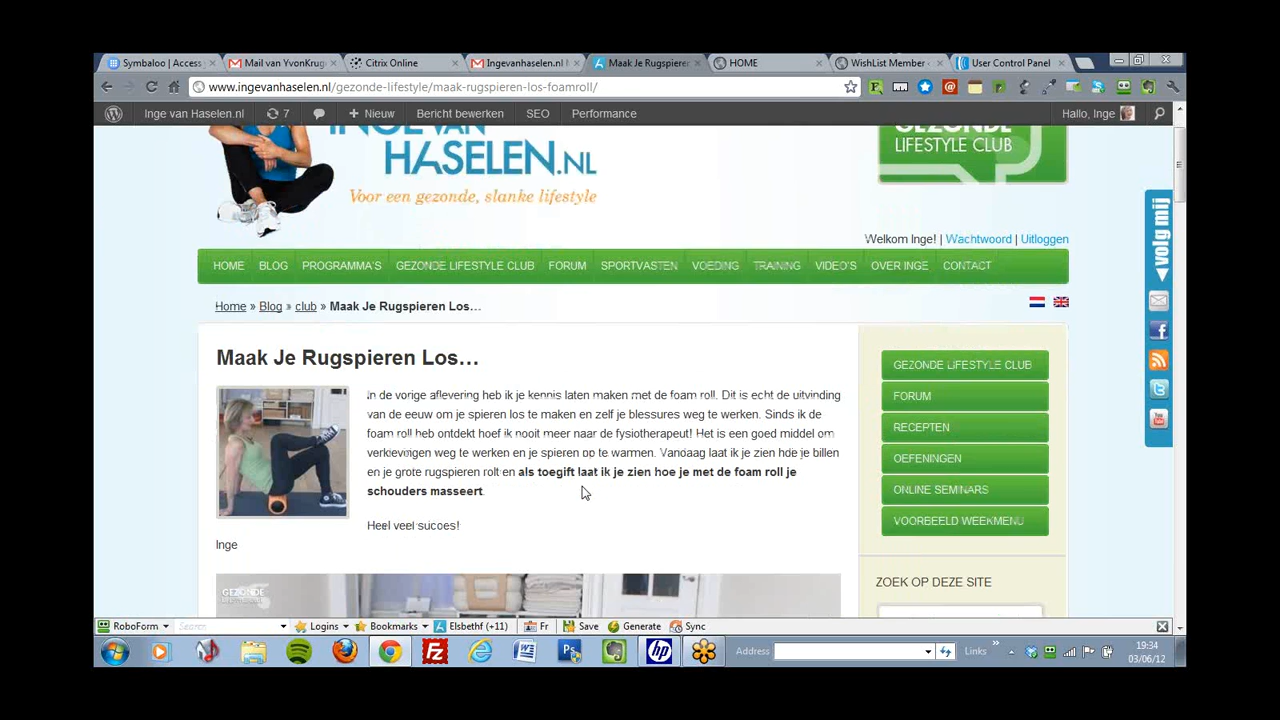 Symbaloo | Access
Mail van YvonKrug
Citrix Online
Ingevanhaselen.nl
Maak Je Rugspieren
HOME
WishList Member
User Control Panel
www.ingevanhaselen.nl/gezonde-lifestyle/maak-rugspieren-los-foamroll/
Inge van Haselen.nl
7
Nieuw
Bericht bewerken
SEO
Performance
Hallo, Inge
INGE VAN
HASELEN.NL
Voor een gezonde, slanke lifestyle
GEZONDE
LIFESTYLE CLUB
Welkom Inge! | Wachtwoord | Uitloggen
HOME
BLOG
PROGRAMMA'S
GEZONDE LIFESTYLE CLUB
FORUM
SPORTVASTEN
VOEDING
TRAINING
VIDEO'S
OVER INGE
CONTACT
volg mij
Home » Blog » club » Maak Je Rugspieren Los…
Maak Je Rugspieren Los…
In de vorige aflevering heb ik je kennis laten maken met de foam roll. Dit is echt de uitvinding
van de eeuw om je spieren los te maken en zelf je blessures weg te werken. Sinds ik de
foam roll heb ontdekt hoef ik nooit meer naar de fysiotherapeut! Het is een goed middel om
verklevingen weg te werken en je spieren op te warmen. Vandaag laat ik je zien hoe je billen
en je grote rugspieren rolt en als toegift laat ik je zien hoe je met de foam roll je
schouders masseert.
Heel veel succes!
Inge
GEZONDE
GEZONDE LIFESTYLE CLUB
FORUM
RECEPTEN
OEFENINGEN
ONLINE SEMINARS
VOORBEELD WEEKMENU
ZOEK OP DEZE SITE
RoboForm
Search
Logins
Bookmarks
Elsbethf (+11)
Fr
Save
Generate
Sync
Address
Links
19:34
03/06/12